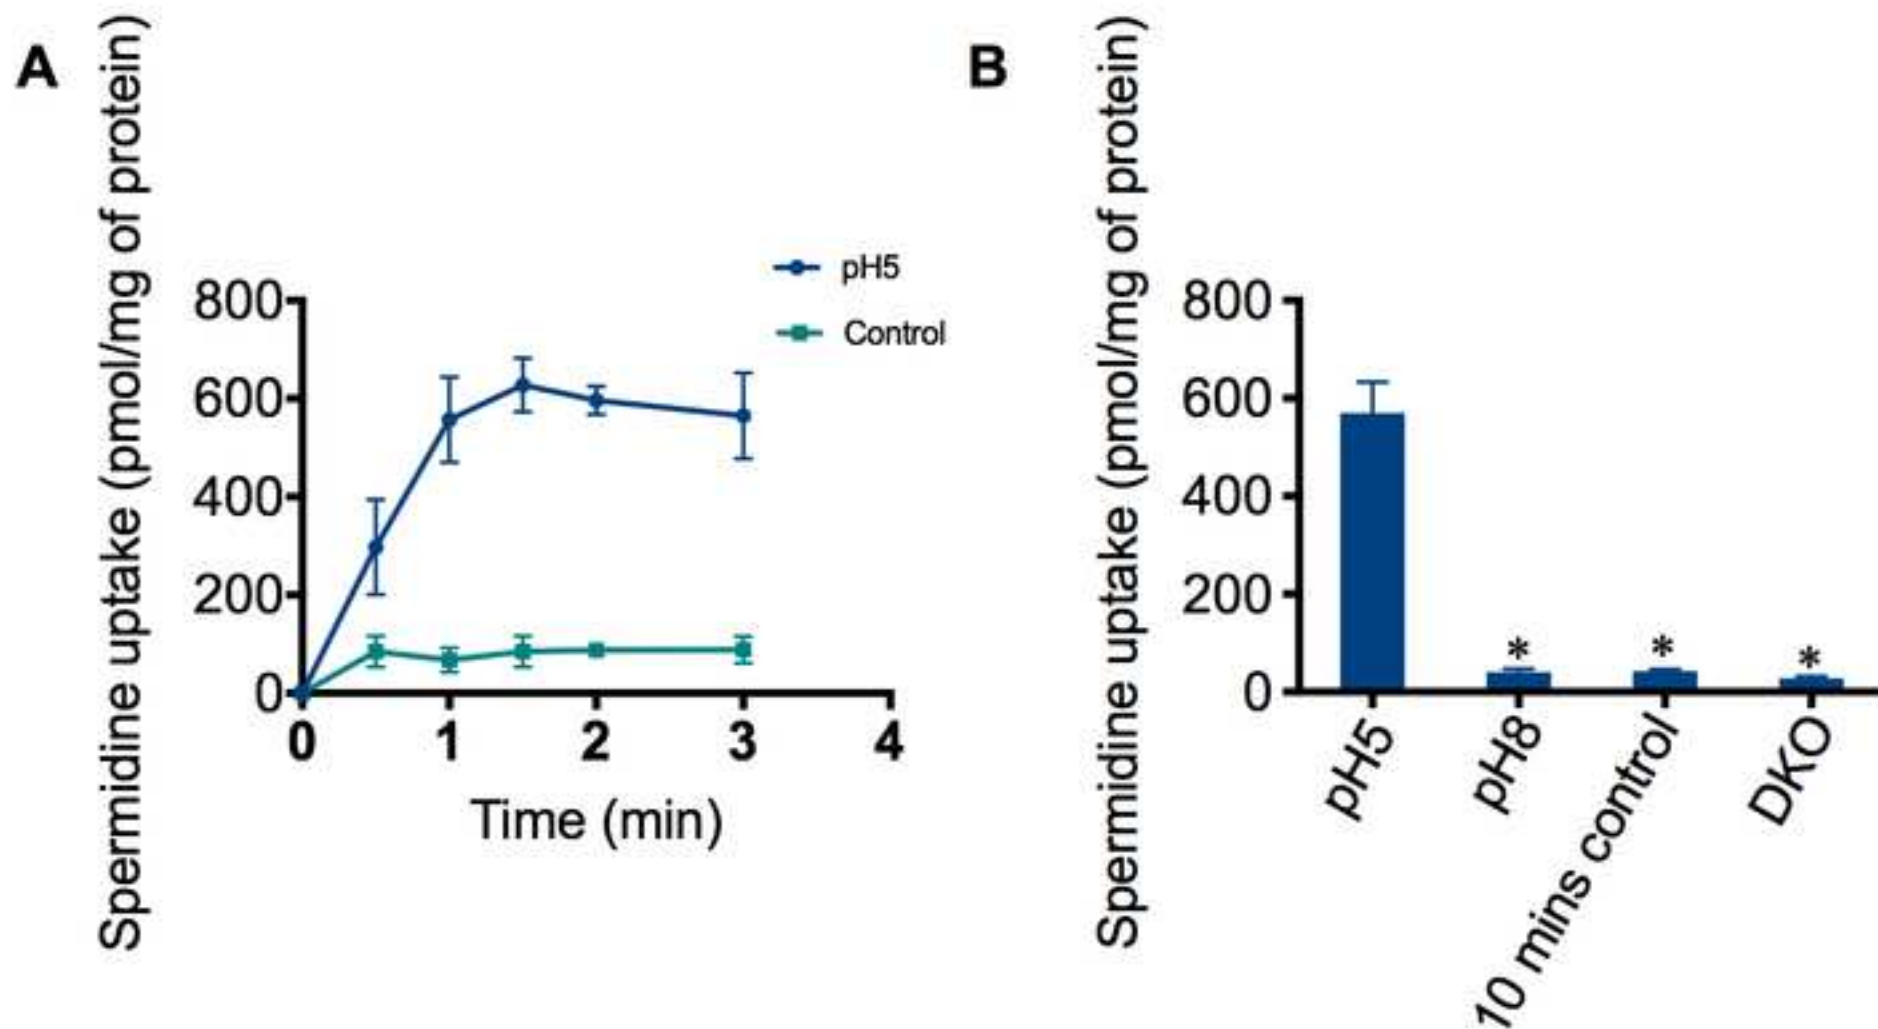 A
Spermidine uptake (pmol/mg of protein)
800
600
400
200
0
0 1 2 3 4
Time (min)
pH5
Control
B
Spermidine uptake (pmol/mg of protein)
800
600
400
200
0
* * *
pH5
pH8
10 mins control
DKO